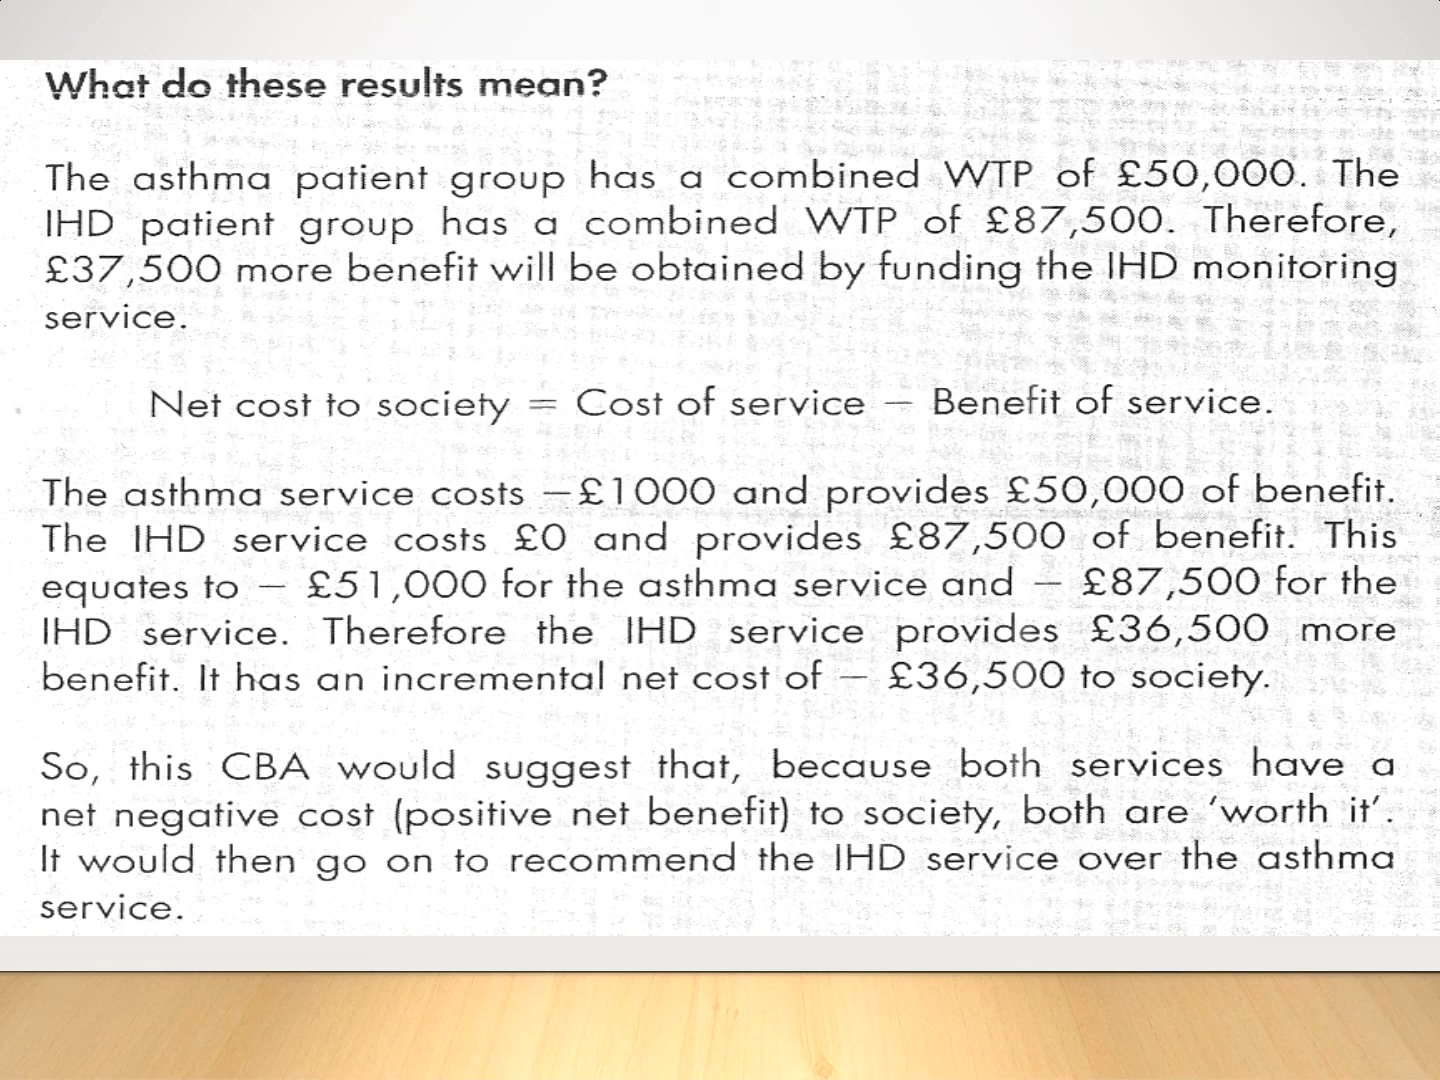 What do these results mean?
The asthma patient group has a combined WTP of £50,000. The
IHD patient group has a combined WTP of £87,500. Therefore,
£37,500 more benefit will be obtained by funding the IHD monitoring
service.
Net cost to society = Cost of service − Benefit of service.
The asthma service costs −£1000 and provides £50,000 of benefit.
The IHD service costs £0 and provides £87,500 of benefit. This
equates to − £51,000 for the asthma service and − £87,500 for the
IHD service. Therefore the IHD service provides £36,500 more
benefit. It has an incremental net cost of − £36,500 to society.
So, this CBA would suggest that, because both services have a
net negative cost (positive net benefit) to society, both are ‘worth it’.
It would then go on to recommend the IHD service over the asthma
service.